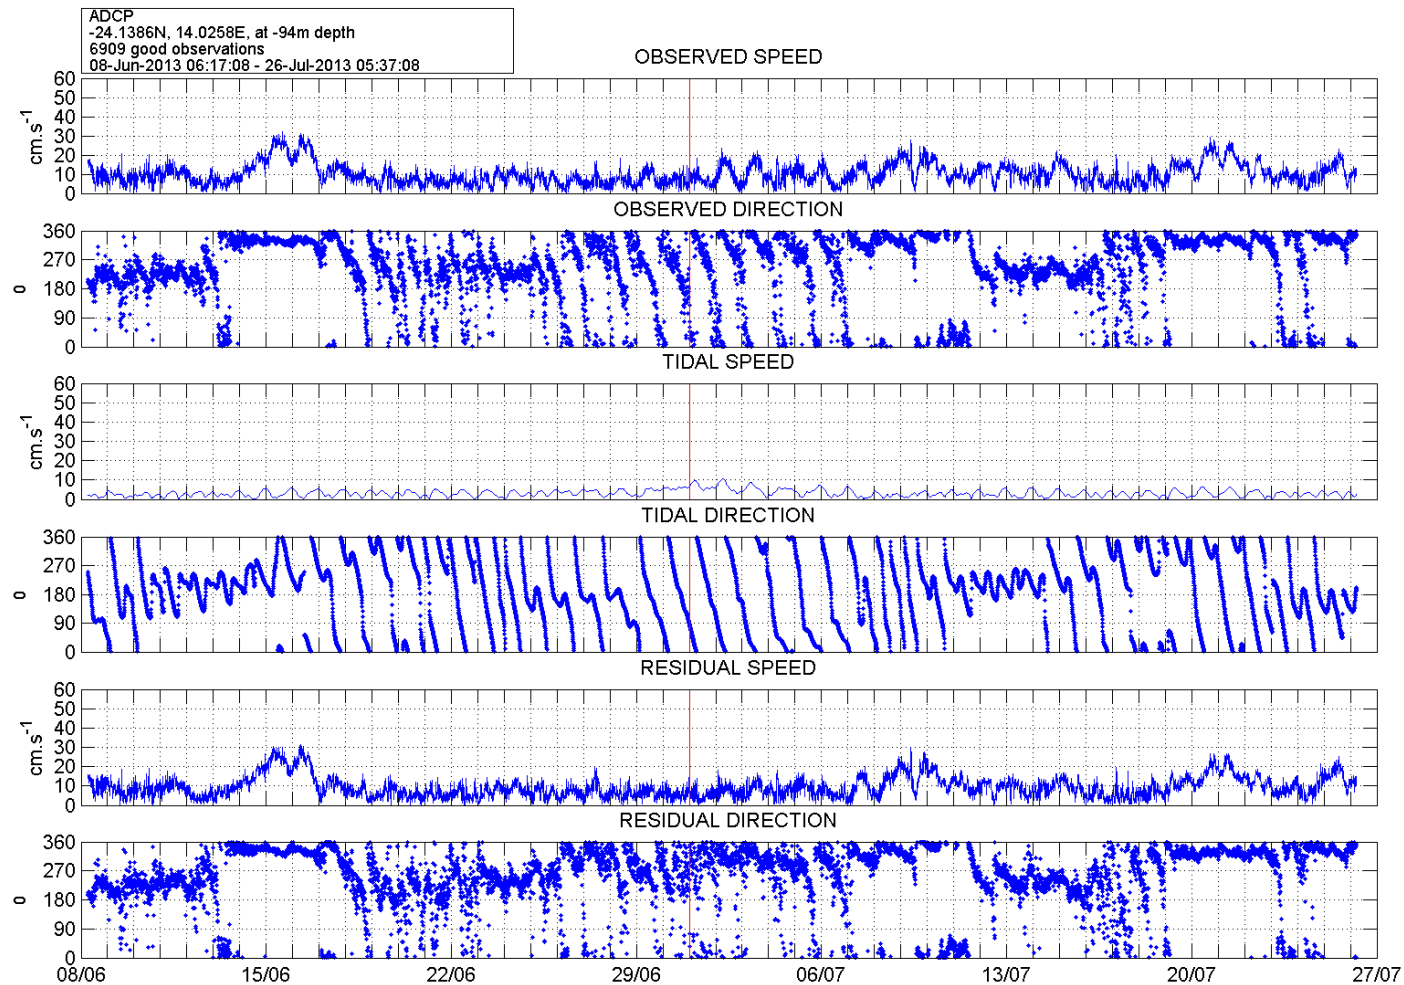 ADCP
-24.1386N, 14.0258E, at -94m depth
6909 good observations
08-Jun-2013 06:17:08 - 26-Jul-2013 05:37:08
OBSERVED SPEED
60
50
40
30
20
10
0
cm.s-1
OBSERVED DIRECTION
360
270
180
90
0
o
TIDAL SPEED
60
50
40
30
20
10
0
cm.s-1
TIDAL DIRECTION
360
270
180
90
0
o
RESIDUAL SPEED
60
50
40
30
20
10
0
cm.s-1
RESIDUAL DIRECTION
360
270
180
90
0
o
08/06 15/06 22/06 29/06 06/07 13/07 20/07 27/07